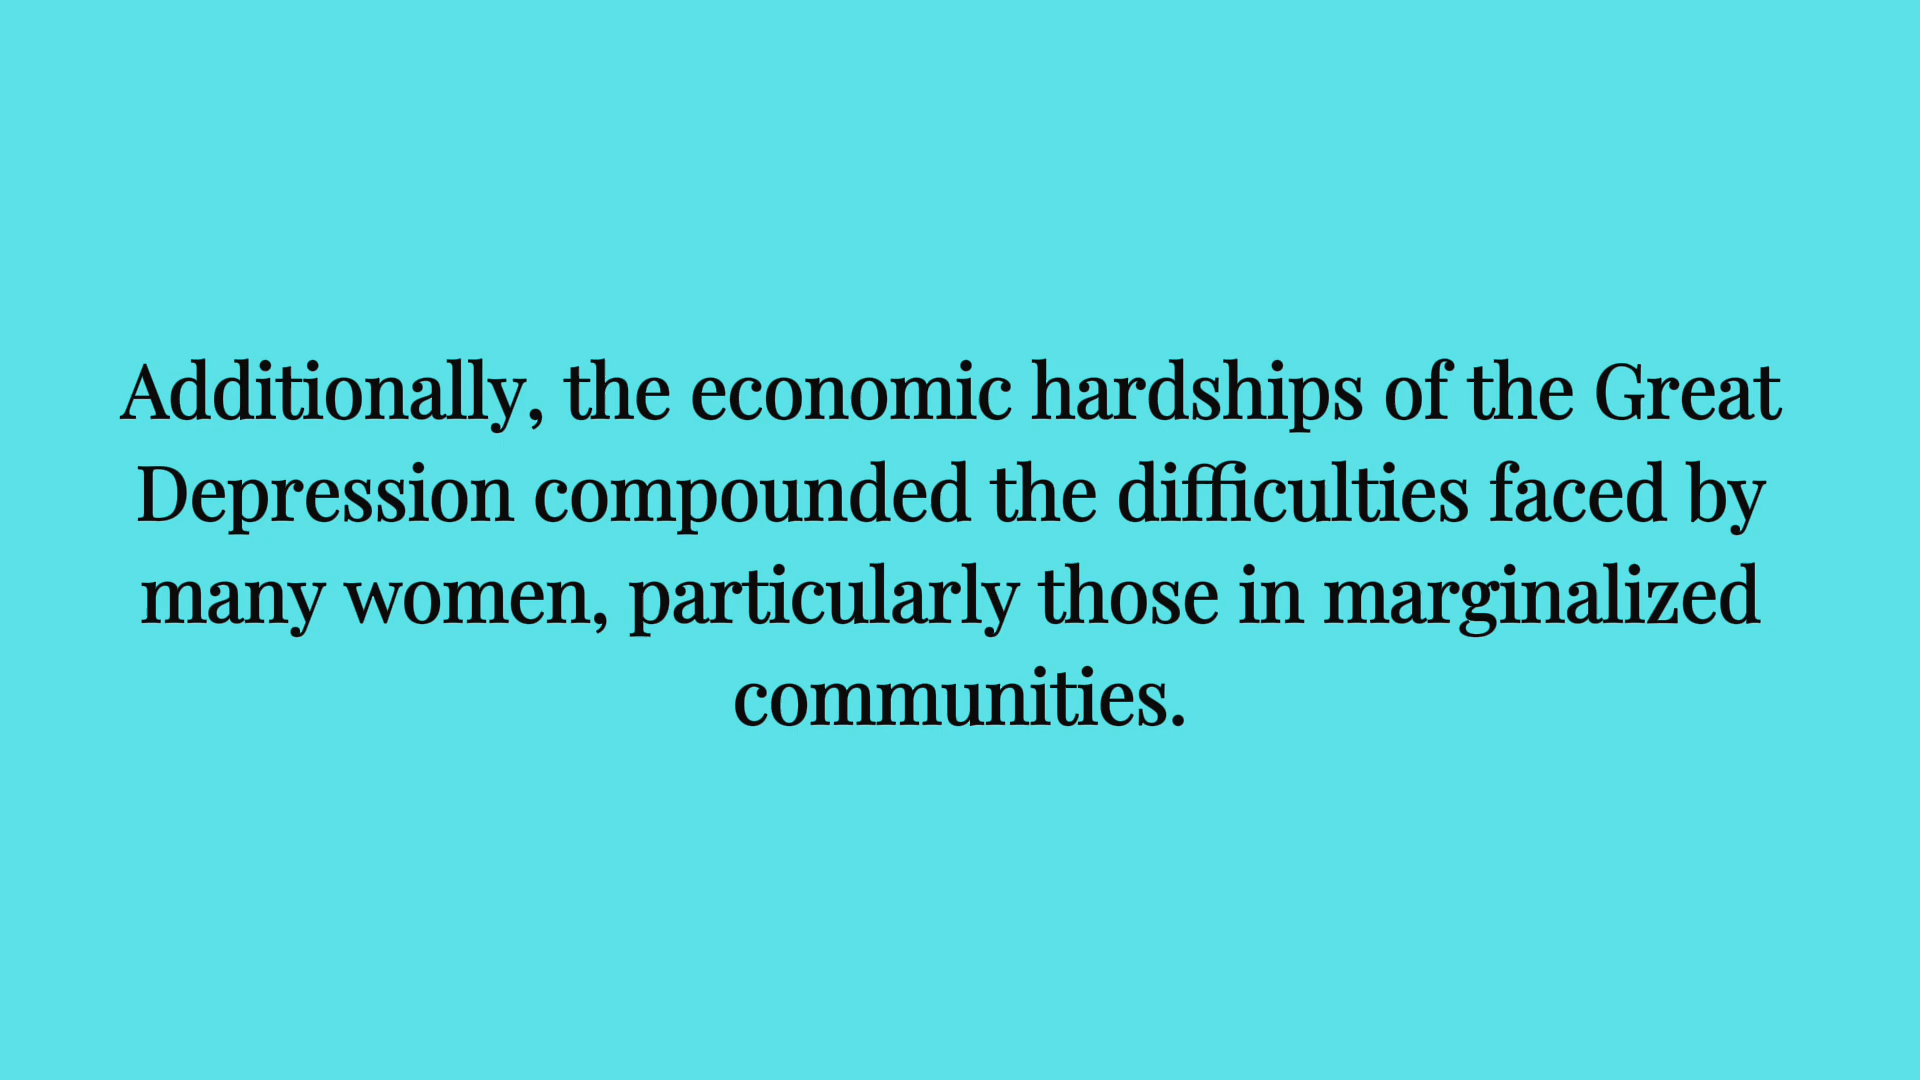 Additionally, the economic hardships of the Great
Depression compounded the difficulties faced by
many women, particularly those in marginalized
communities.